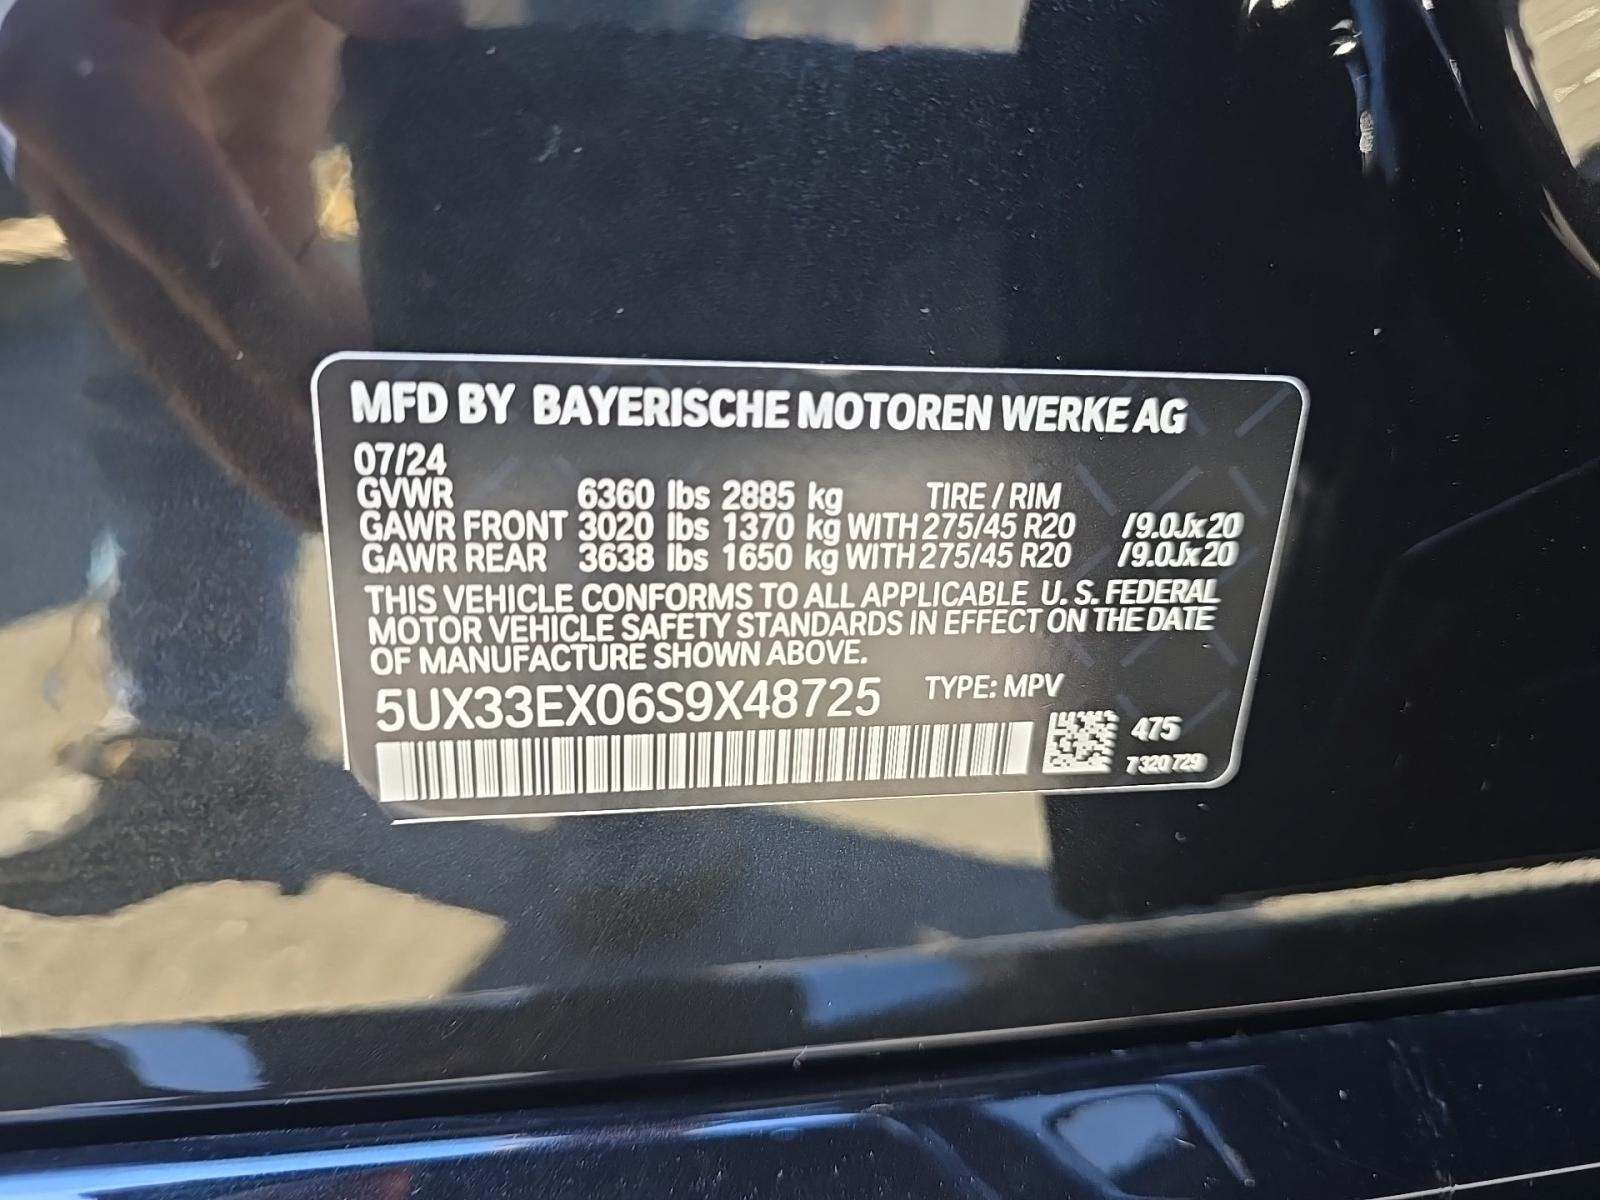 MFD BY BAYERISCHE MOTOREN WERKE AG
07/24
GVWR 6360 lbs 2885 kg TIRE / RIM
GAWR FRONT 3020 lbs 1370 kg WITH 275/45 R20 /9.0Jx20
GAWR REAR 3638 lbs 1650 kg WITH 275/45 R20 /9.0Jx20
THIS VEHICLE CONFORMS TO ALL APPLICABLE U. S. FEDERAL
MOTOR VEHICLE SAFETY STANDARDS IN EFFECT ON THE DATE
OF MANUFACTURE SHOWN ABOVE.
5UX33EX06S9X48725 TYPE: MPV
475
7320729